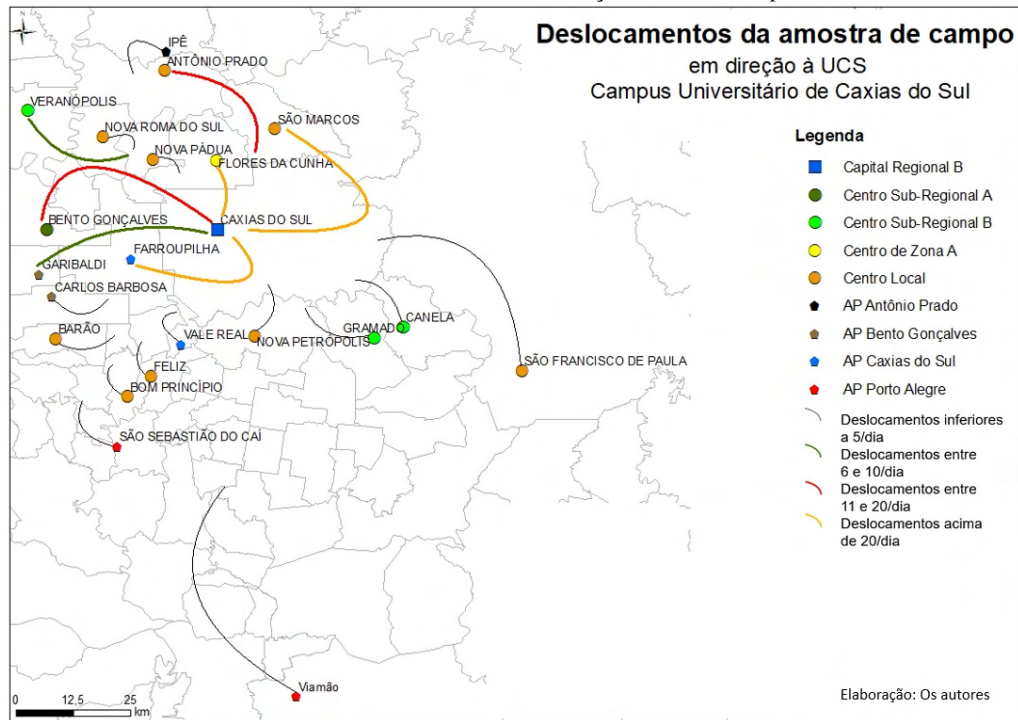 Deslocamentos da amostra de campo
em direção à UCS
Campus Universitário de Caxias do Sul
IPÊ
ANTÔNIO PRADO
VERANÓPOLIS
NOVA ROMA DO SUL
SÃO MARCOS
NOVA PÁDUA
FLORES DA CUNHA
BENTO GONÇALVES
CAXIAS DO SUL
FARROUPILHA
GARIBALDI
CARLOS BARBOSA
BARÃO
VALE REAL
NOVA PETRÓPOLIS
GRAMADO
CANELA
SÃO FRANCISCO DE PAULA
FELIZ
BOM PRINCÍPIO
SÃO SEBASTIÃO DO CAÍ
Viamão
Legenda
Capital Regional B
Centro Sub-Regional A
Centro Sub-Regional B
Centro de Zona A
Centro Local
AP Antônio Prado
AP Bento Gonçalves
AP Caxias do Sul
AP Porto Alegre
Deslocamentos inferiores
a 5/dia
Deslocamentos entre
6 e 10/dia
Deslocamentos entre
11 e 20/dia
Deslocamentos acima
de 20/dia
0 12,5 25
km
Elaboração: Os autores